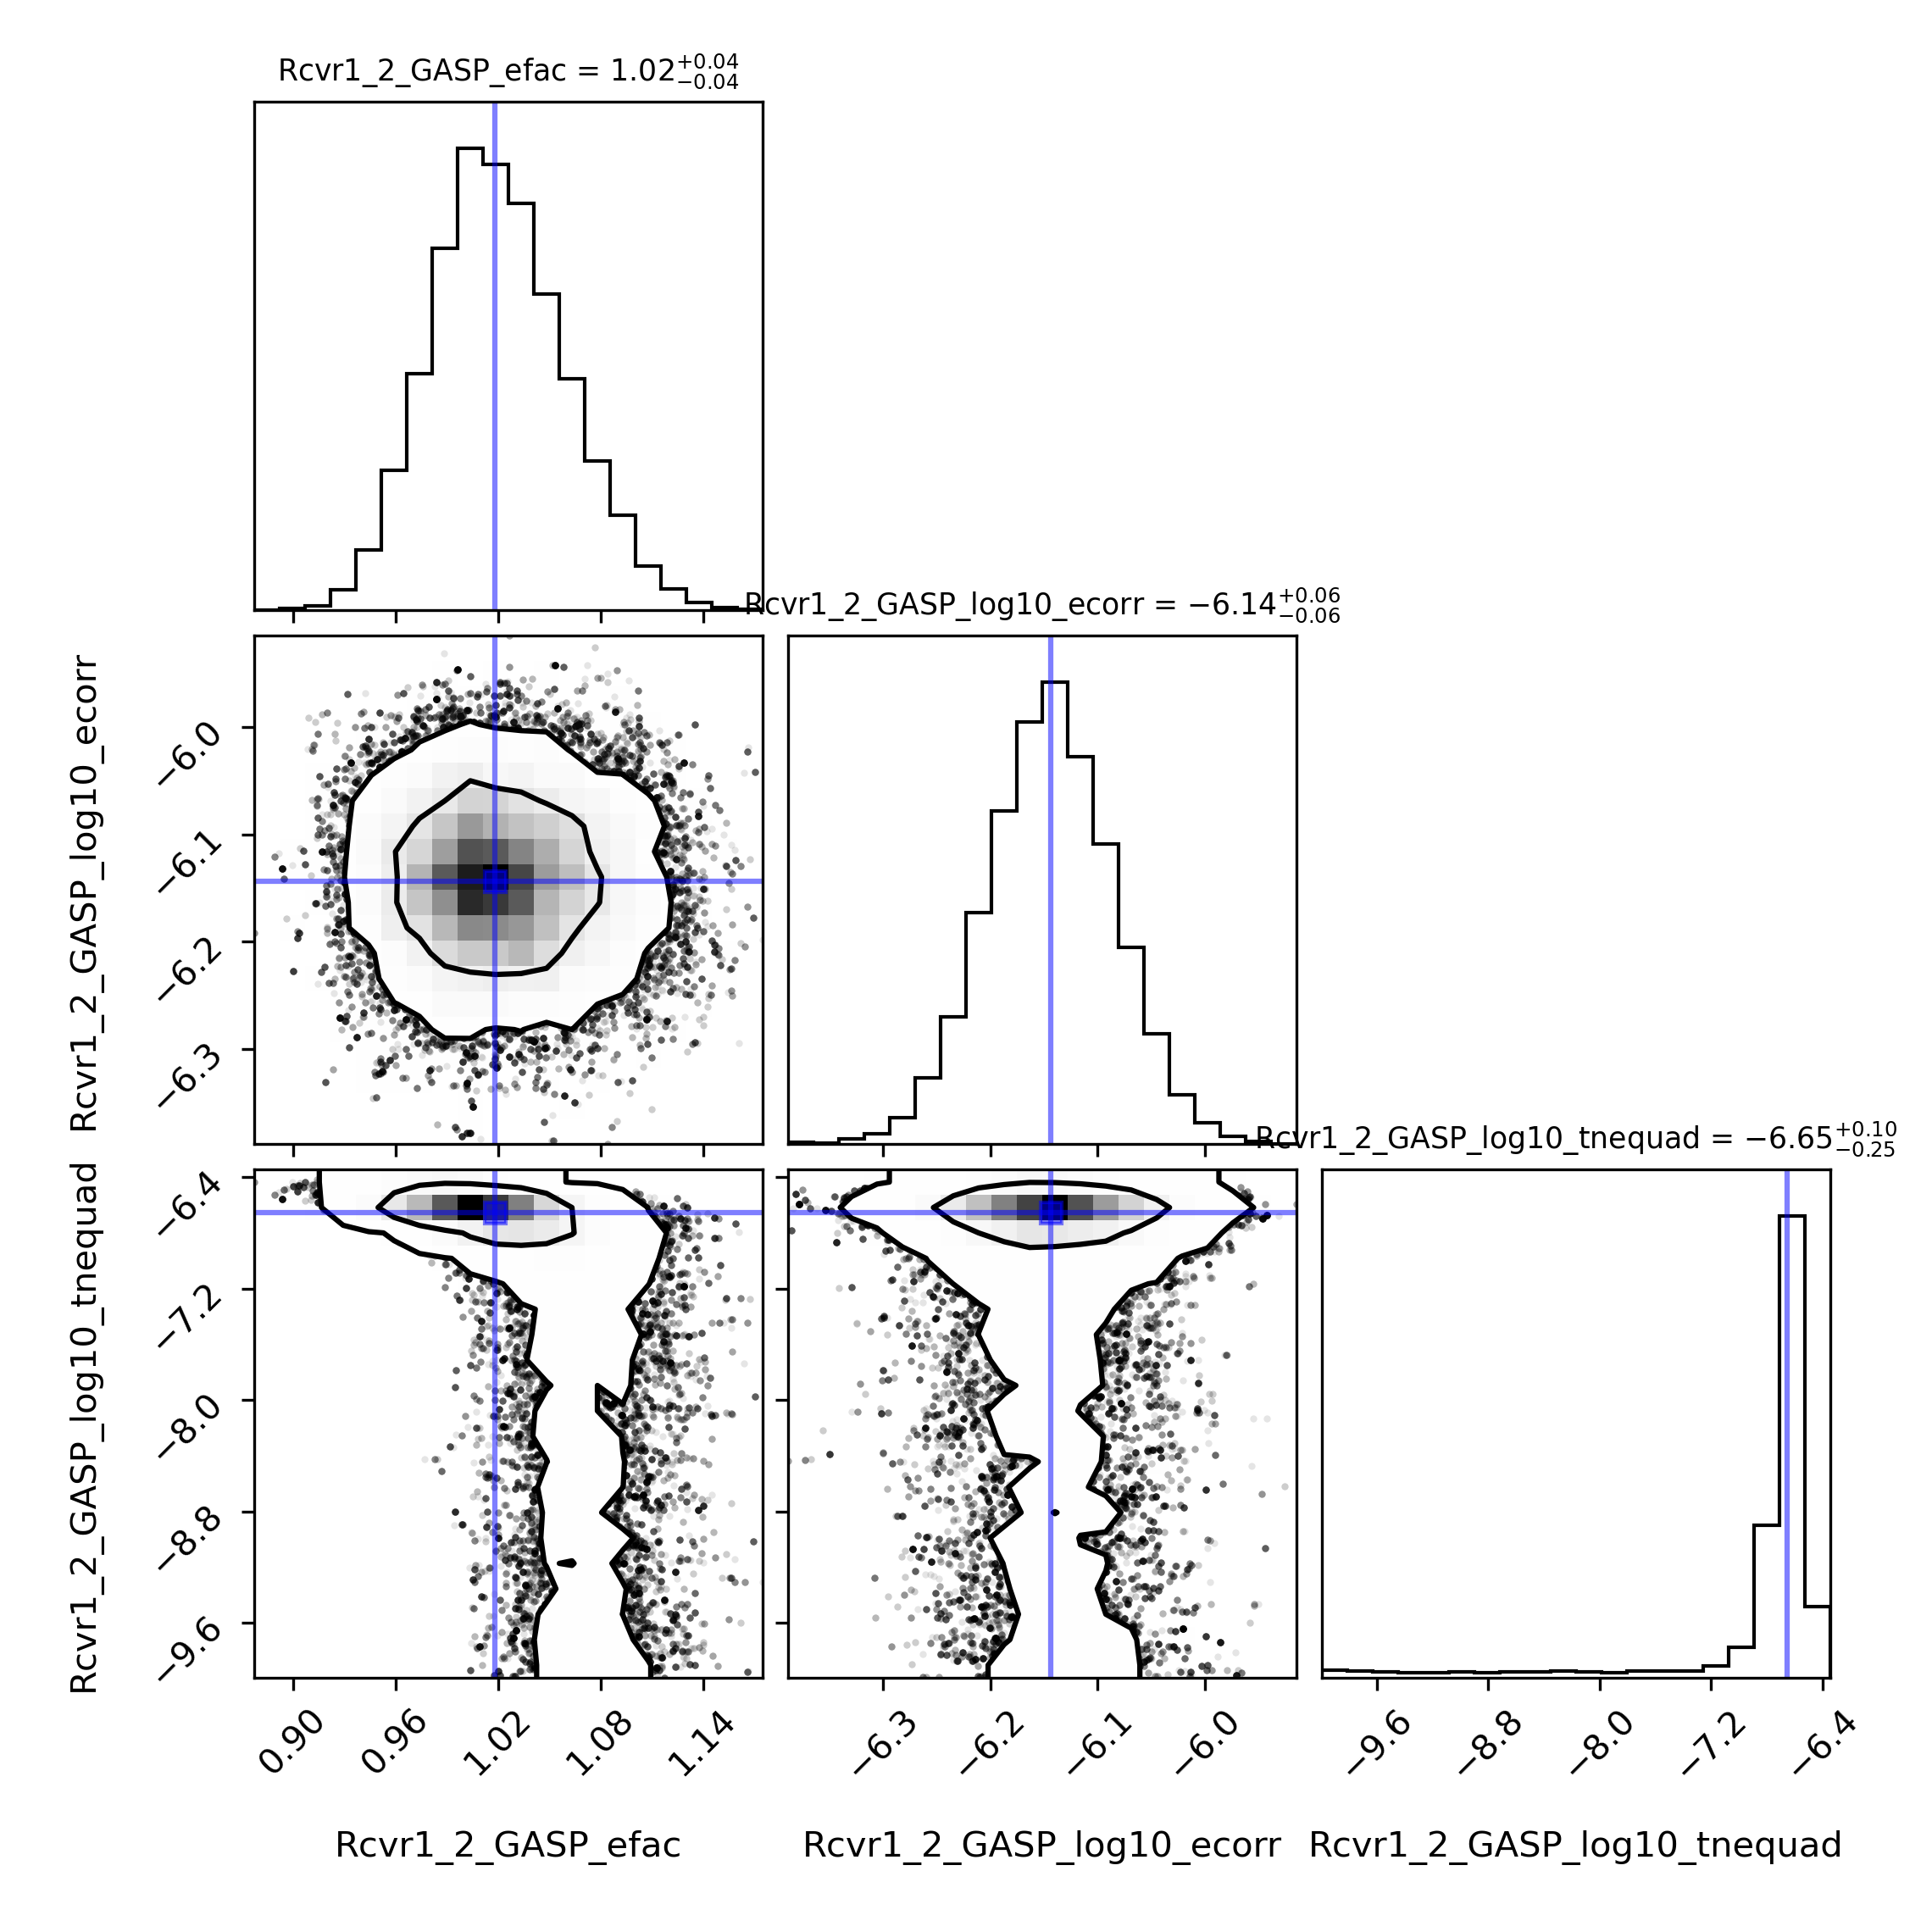 Rcvr1_2_GASP_efac = 1.02+0.04−0.04
Rcvr1_2_GASP_log10_ecorr = −6.14+0.06−0.06
Rcvr1_2_GASP_log10_ecorr
−6.0
−6.1
−6.2
−6.3
Rcvr1_2_GASP_log10_tnequad = −6.65+0.10−0.25
Rcvr1_2_GASP_log10_tnequad
−6.4
−7.2
−8.0
−8.8
−9.6
0.90 0.96 1.02 1.08 1.14
−6.3 −6.2 −6.1 −6.0
−9.6 −8.8 −8.0 −7.2 −6.4
Rcvr1_2_GASP_efac
Rcvr1_2_GASP_log10_ecorr
Rcvr1_2_GASP_log10_tnequad